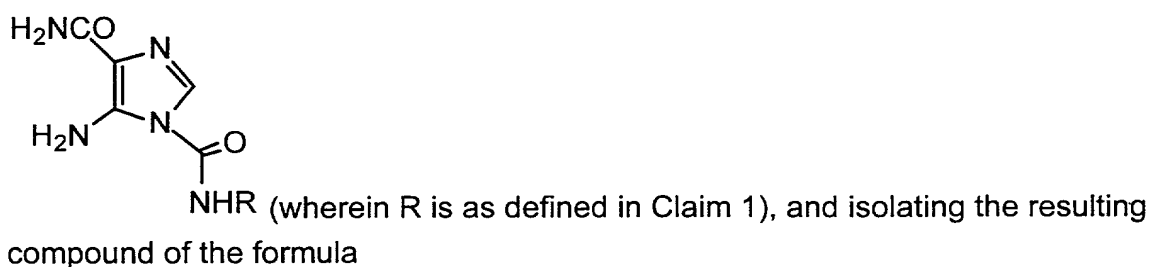 H₂NCO
N
H₂N
N
O
NHR (wherein R is as defined in Claim 1), and isolating the resulting
compound of the formula